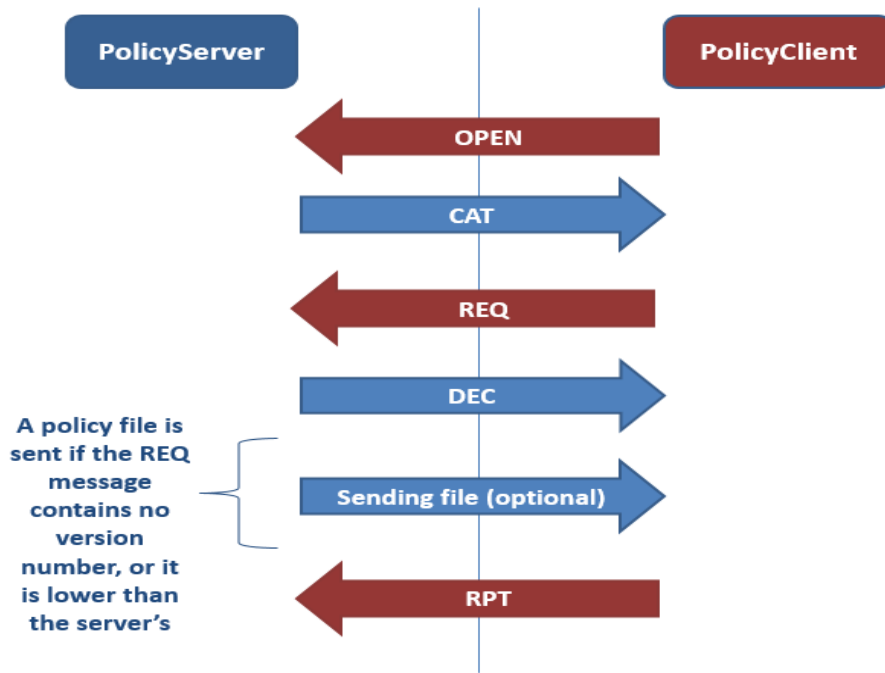 PolicyServer
PolicyClient
OPEN
CAT
REQ
DEC
A policy file is
sent if the REQ
message
contains no
version
number, or it
is lower than
the server’s
Sending file (optional)
RPT